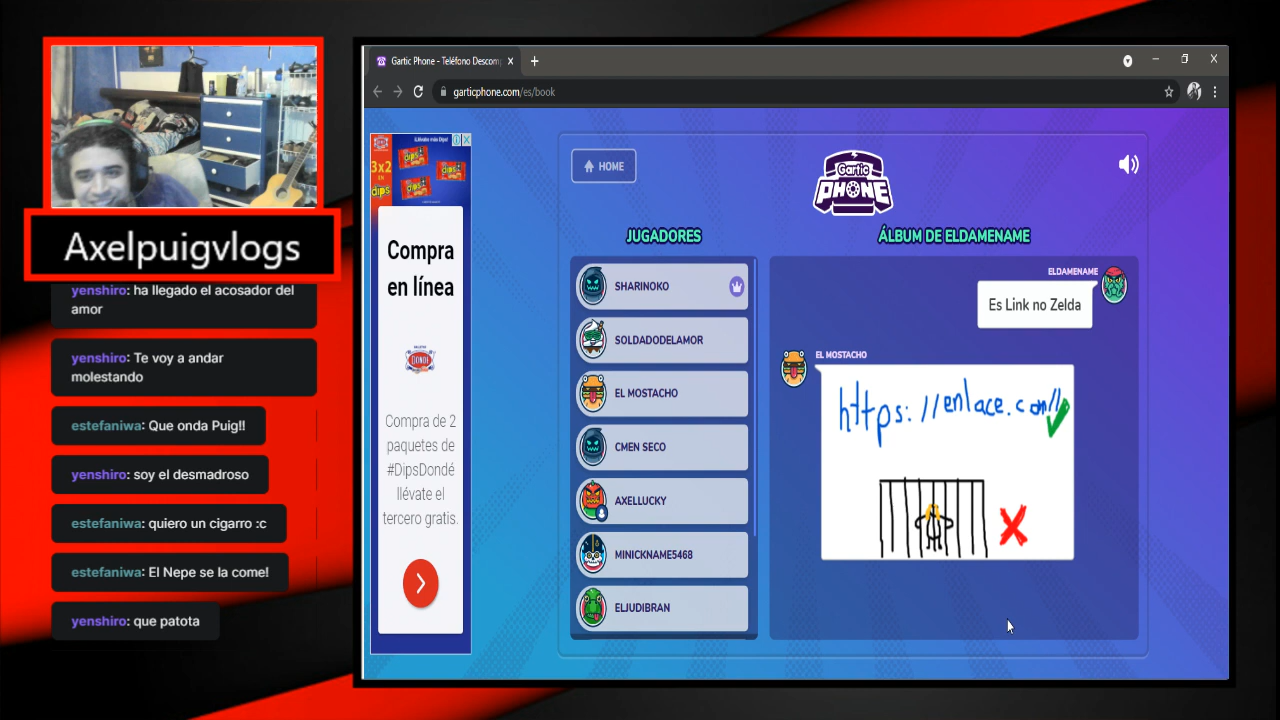 Axelpuigvlogs
yenshiro: ha llegado el acosador del
amor
yenshiro: Te voy a andar
molestando
estefaniwa: Que onda Puig!!
yenshiro: soy el desmadroso
estefaniwa: quiero un cigarro :c
estefaniwa: El Nepe se la come!
yenshiro: que patota
Gartic Phone - Teléfono Descom
garticphone.com/es/book
3x2
EN
dips
Compra
en línea
Compra de 2
paquetes de
#DipsDondé
llévate el
tercero gratis.
HOME
Gartic
PHONE
JUGADORES
SHARINOKO
SOLDADODELAMOR
EL MOSTACHO
CMEN SECO
AXELLUCKY
MINICKNAME5468
ELJUDIBRAN
ÁLBUM DE ELDAMENAME
ELDAMENAME
Es Link no Zelda
EL MOSTACHO
https://enlace.com//